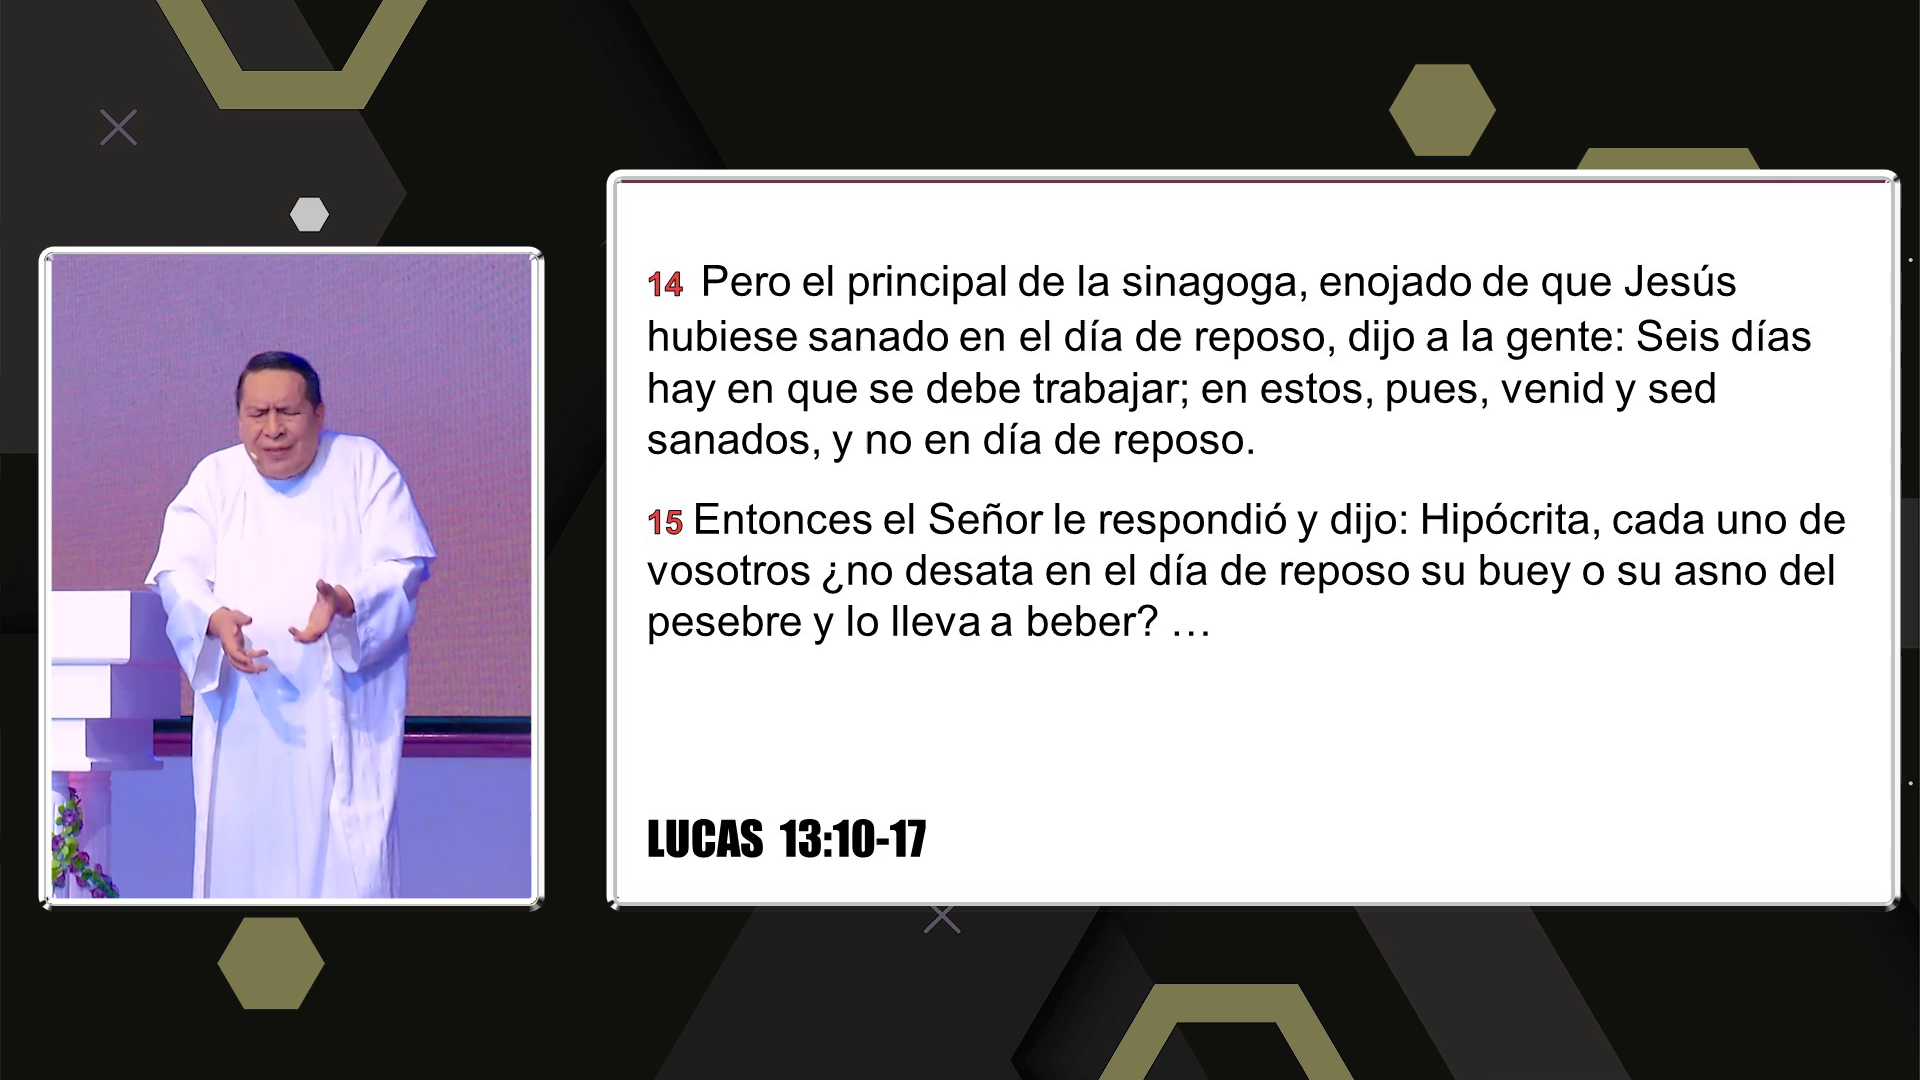 14 Pero el principal de la sinagoga, enojado de que Jesús
hubiese sanado en el día de reposo, dijo a la gente: Seis días
hay en que se debe trabajar; en estos, pues, venid y sed
sanados, y no en día de reposo.
15 Entonces el Señor le respondió y dijo: Hipócrita, cada uno de
vosotros ¿no desata en el día de reposo su buey o su asno del
pesebre y lo lleva a beber? …
LUCAS 13:10-17